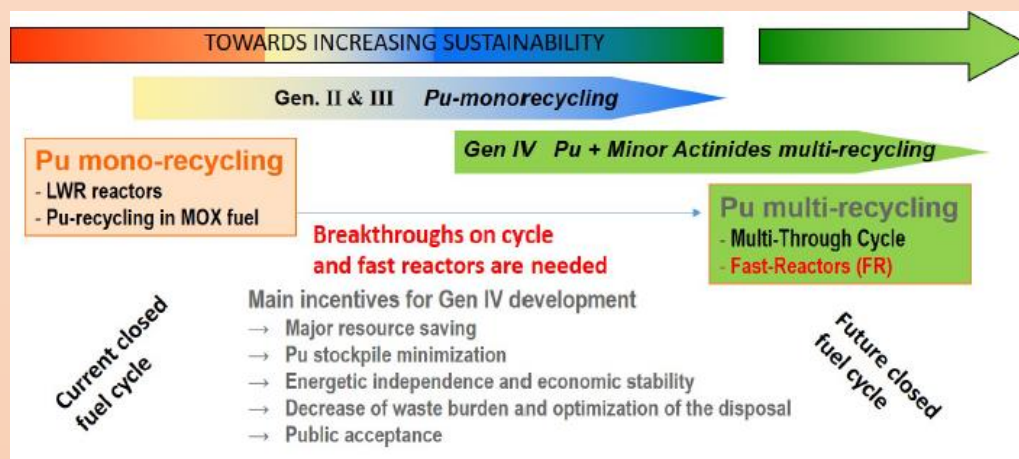 TOWARDS INCREASING SUSTAINABILITY
Gen. II & III Pu-monorecycling
Gen IV Pu + Minor Actinides multi-recycling
Pu mono-recycling
- LWR reactors
- Pu-recycling in MOX fuel
Breakthroughs on cycle
and fast reactors are needed
Pu multi-recycling
- Multi-Through Cycle
- Fast-Reactors (FR)
Main incentives for Gen IV development
→ Major resource saving
→ Pu stockpile minimization
→ Energetic independence and economic stability
→ Decrease of waste burden and optimization of the disposal
→ Public acceptance
Current closed
fuel cycle
Future closed
fuel cycle